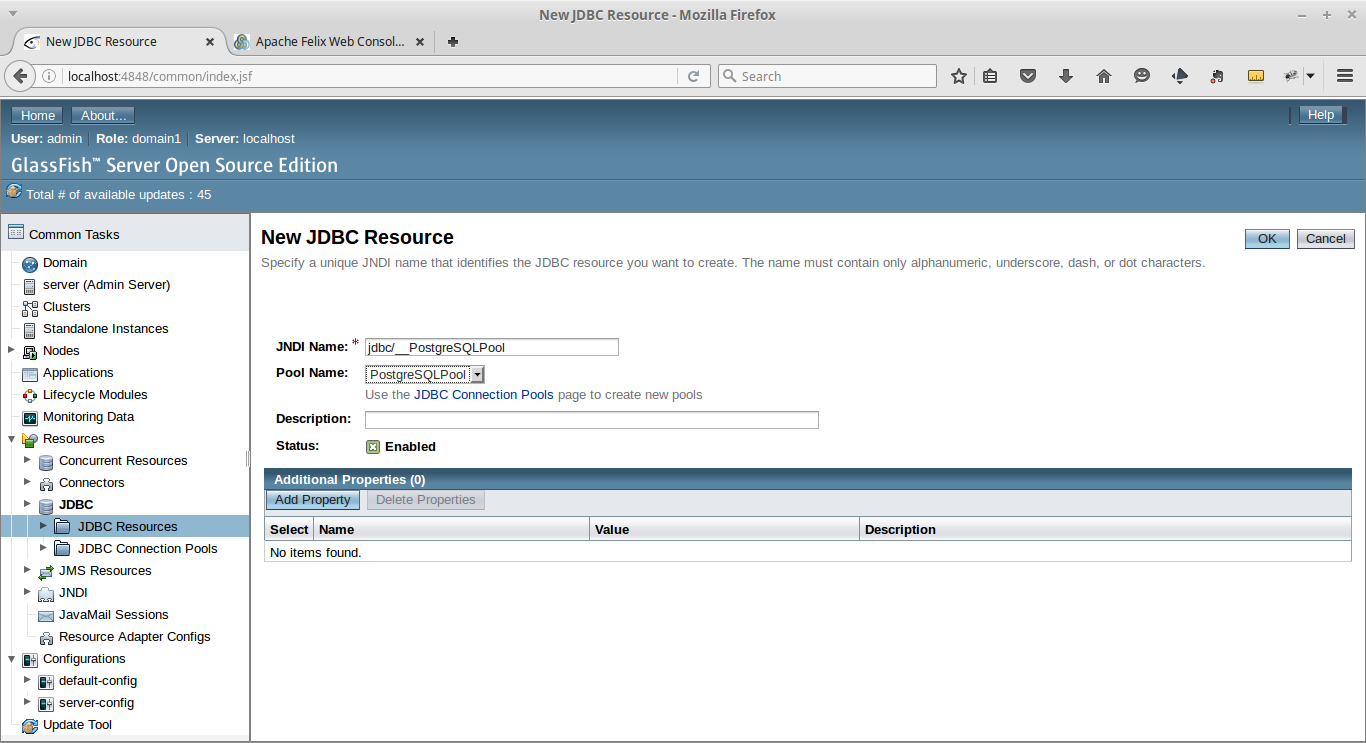 New JDBC Resource - Mozilla Firefox
New JDBC Resource
Apache Felix Web Consol...
localhost:4848/common/index.jsf
Search
Home About... Help
User: admin Role: domain1 Server: localhost
GlassFish™ Server Open Source Edition
Total # of available updates : 45
Common Tasks
Domain
server (Admin Server)
Clusters
Standalone Instances
Nodes
Applications
Lifecycle Modules
Monitoring Data
Resources
Concurrent Resources
Connectors
JDBC
JDBC Resources
JDBC Connection Pools
JMS Resources
JNDI
JavaMail Sessions
Resource Adapter Configs
Configurations
default-config
server-config
Update Tool
New JDBC Resource
OK Cancel
Specify a unique JNDI name that identifies the JDBC resource you want to create. The name must contain only alphanumeric, underscore, dash, or dot characters.
JNDI Name: * jdbc/__PostgreSQLPool
Pool Name: PostgreSQLPool
Use the JDBC Connection Pools page to create new pools
Description:
Status: Enabled
Additional Properties (0)
Add Property Delete Properties
Select Name Value Description
No items found.